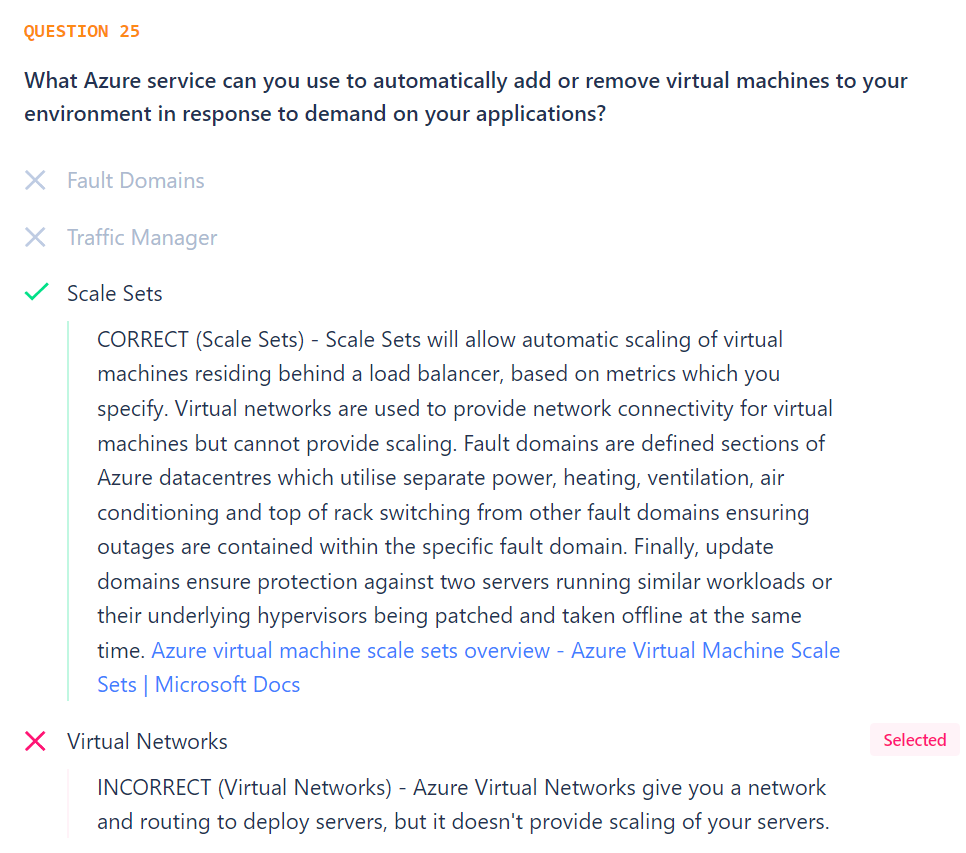 QUESTION 25
What Azure service can you use to automatically add or remove virtual machines to your
environment in response to demand on your applications?
Fault Domains
Traffic Manager
Scale Sets
CORRECT (Scale Sets) - Scale Sets will allow automatic scaling of virtual
machines residing behind a load balancer, based on metrics which you
specify. Virtual networks are used to provide network connectivity for virtual
machines but cannot provide scaling. Fault domains are defined sections of
Azure datacentres which utilise separate power, heating, ventilation, air
conditioning and top of rack switching from other fault domains ensuring
outages are contained within the specific fault domain. Finally, update
domains ensure protection against two servers running similar workloads or
their underlying hypervisors being patched and taken offline at the same
time. Azure virtual machine scale sets overview - Azure Virtual Machine Scale
Sets | Microsoft Docs
Virtual Networks
Selected
INCORRECT (Virtual Networks) - Azure Virtual Networks give you a network
and routing to deploy servers, but it doesn't provide scaling of your servers.